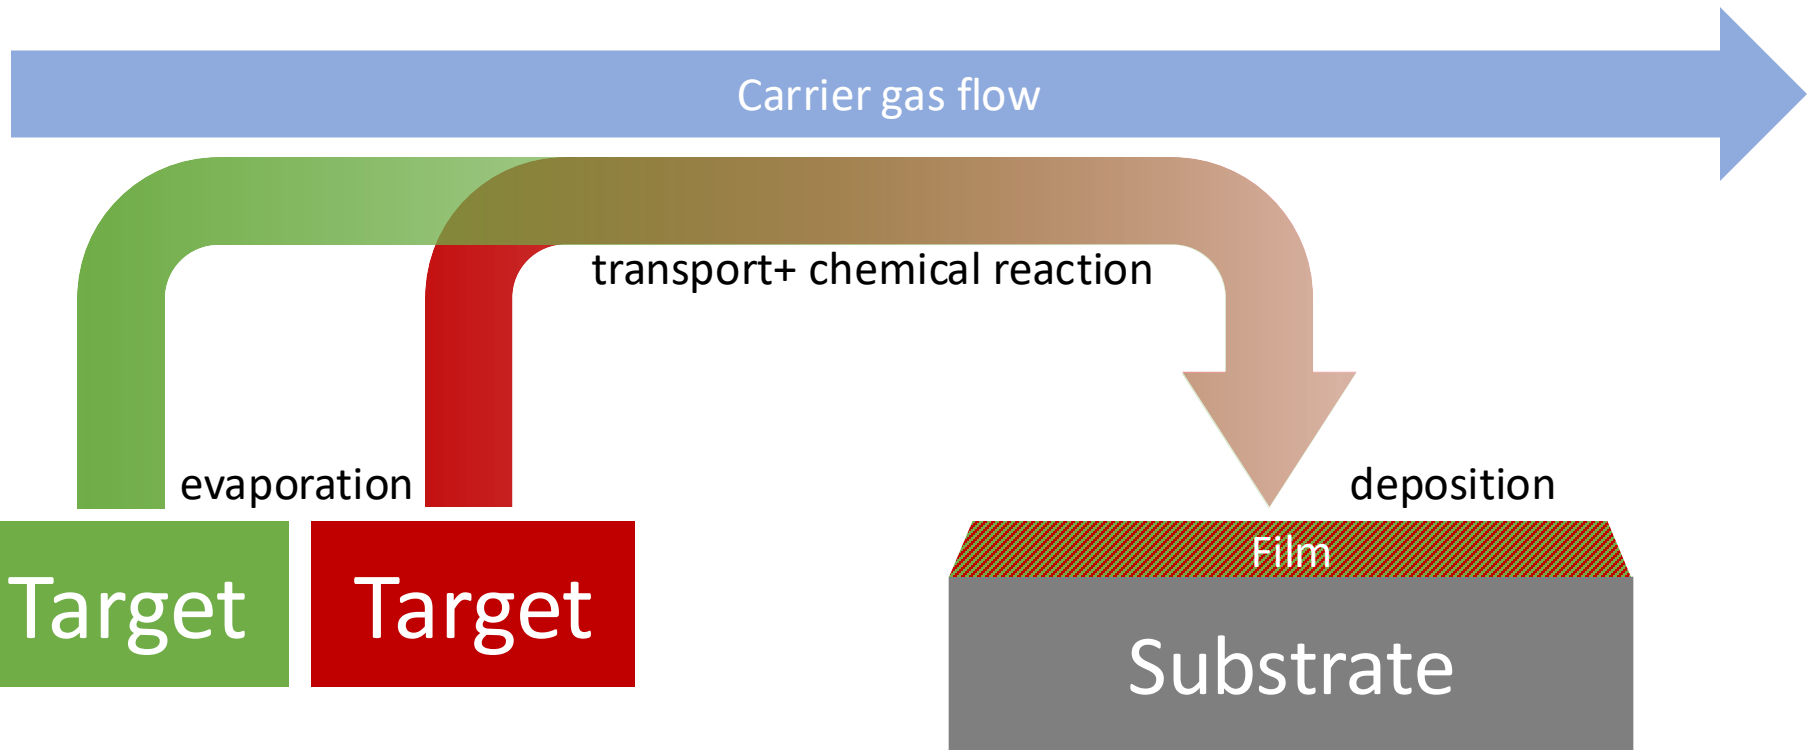 Carrier gas flow
transport+ chemical reaction
evaporation
deposition
Film
Target
Target
Substrate